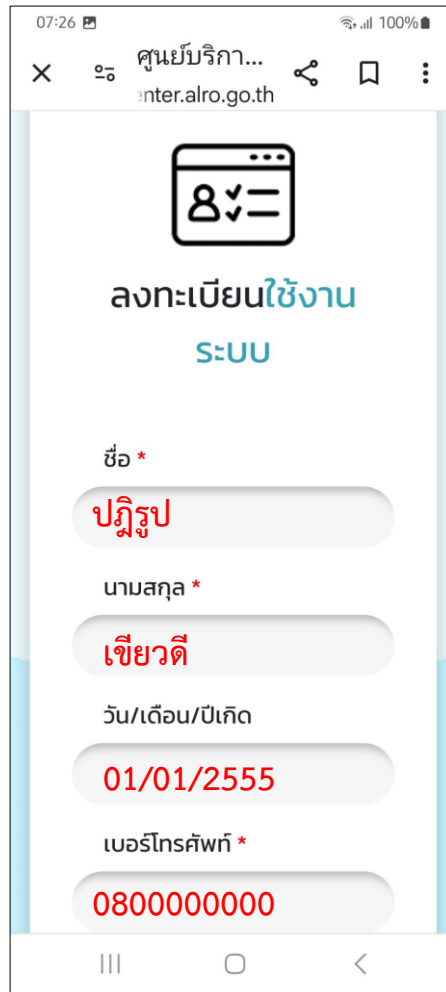 07:26 100%
ศูนย์บริกา...
enter.alro.go.th
ลงทะเบียนใช้งาน
ระบบ
ชื่อ *
ปฎิรูป
นามสกุล *
เขียวดี
วัน/เดือน/ปีเกิด
01/01/2555
เบอร์โทรศัพท์ *
0800000000